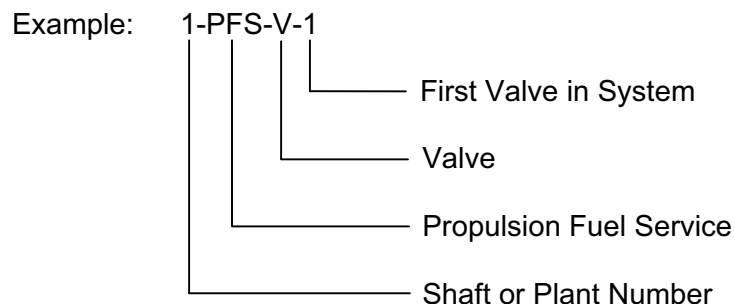 Example: 1-PFS-V-1
First Valve in System
Valve
Propulsion Fuel Service
Shaft or Plant Number